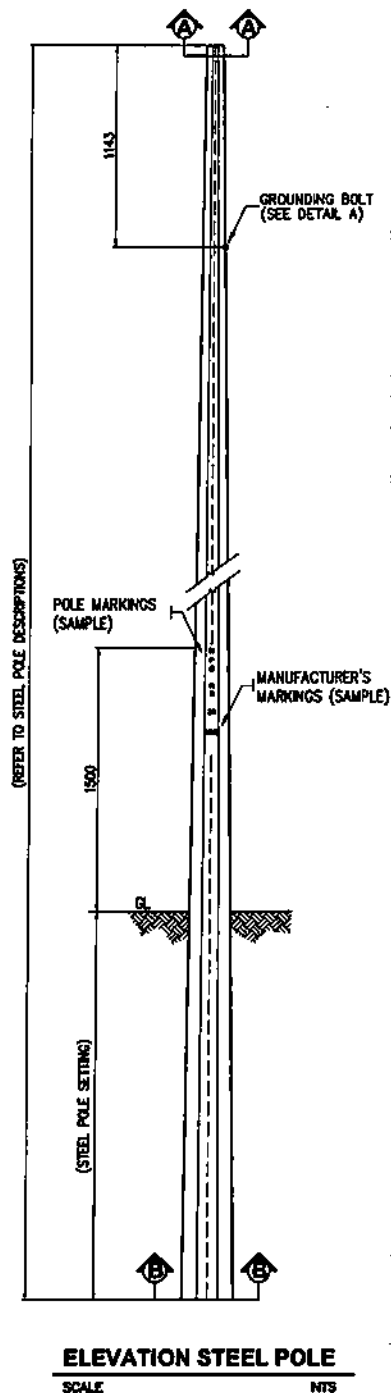 A A
1143
GROUNDING BOLT
(SEE DETAIL A)
(REFER TO STEEL POLE DESCRIPTIONS)
POLE MARKINGS
(SAMPLE)
MANUFACTURER'S
MARKINGS (SAMPLE)
1500
GL
(STEEL POLE SETTING)
B B
ELEVATION STEEL POLE
SCALE NTS